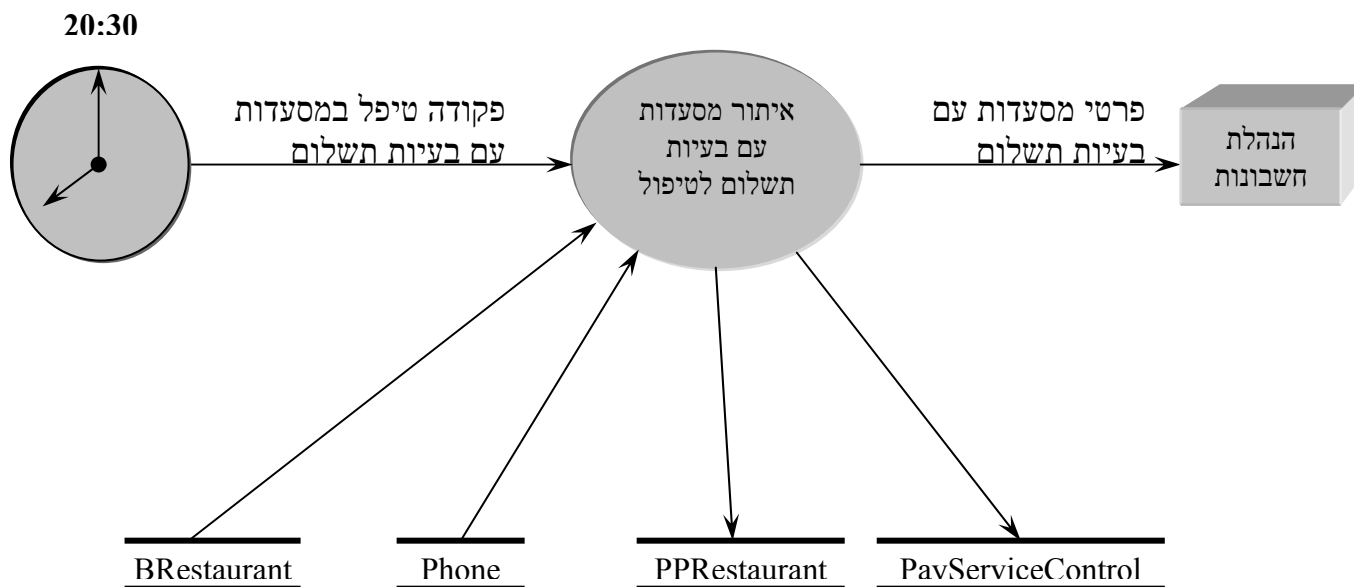 20:30
פקודה טיפל במסעדות
עם בעיות תשלום
איתור מסעדות
עם בעיות
תשלום לטיפול
פרטי מסעדות עם
בעיות תשלום
הנהלת
חשבונות
BRestaurant
Phone
PPRestaurant
PayServiceControl